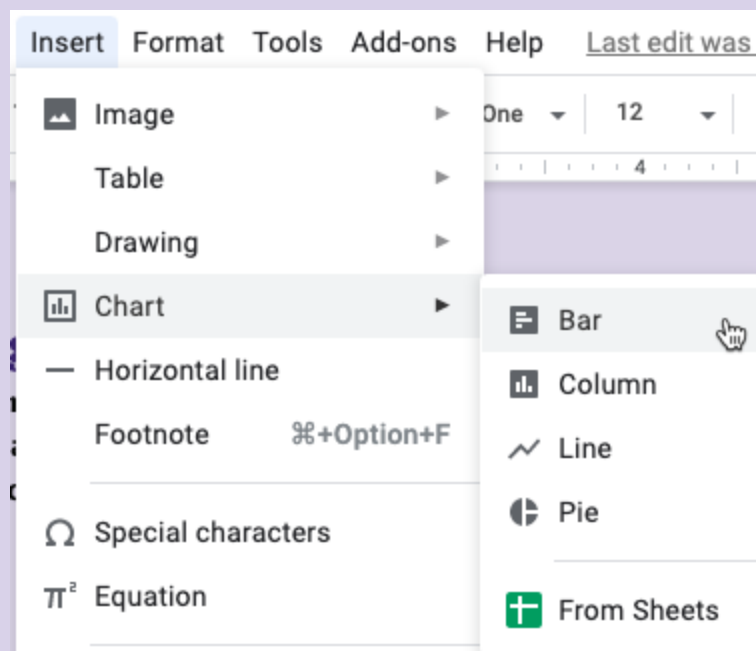 Insert Format Tools Add-ons Help Last edit was
One 12
4
Image
Table
Drawing
Chart
Bar
Horizontal line
Column
Footnote ⌘+Option+F
Line
Pie
Special characters
Equation
From Sheets